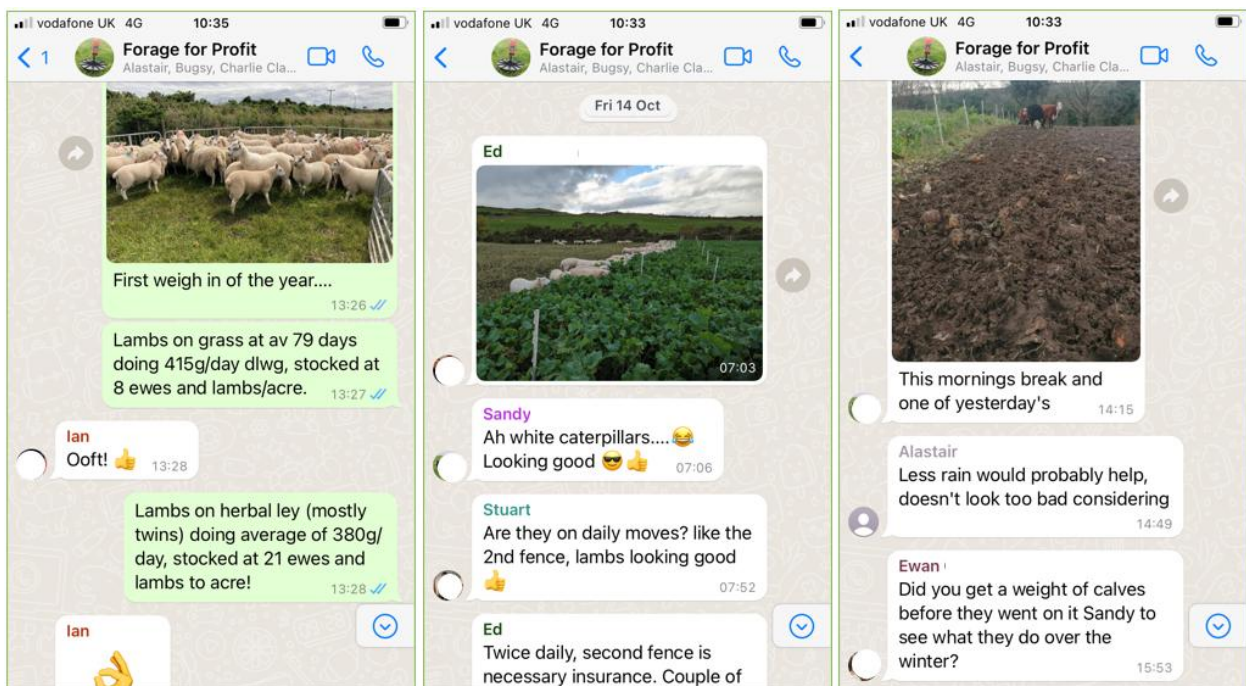 vodafone UK 4G 10:35
1 Forage for Profit
Alastair, Bugsy, Charlie Cla...
First weigh in of the year....
13:26
Lambs on grass at av 79 days
doing 415g/day dlwg, stocked at
8 ewes and lambs/acre. 13:27
Ian
Ooft! 👍 13:28
Lambs on herbal ley (mostly
twins) doing average of 380g/
day, stocked at 21 ewes and
lambs to acre! 13:28
Ian
👌
vodafone UK 4G 10:33
Forage for Profit
Alastair, Bugsy, Charlie Cla...
Fri 14 Oct
Ed
07:03
Sandy
Ah white caterpillars....😂
Looking good 😎👍 07:06
Stuart
Are they on daily moves? like the
2nd fence, lambs looking good
👍 07:52
Ed
Twice daily, second fence is
necessary insurance. Couple of
vodafone UK 4G 10:33
Forage for Profit
Alastair, Bugsy, Charlie Cla...
This mornings break and
one of yesterday's 14:15
Alastair
Less rain would probably help,
doesn't look too bad considering
14:49
Ewan
Did you get a weight of calves
before they went on it Sandy to
see what they do over the
winter? 15:53